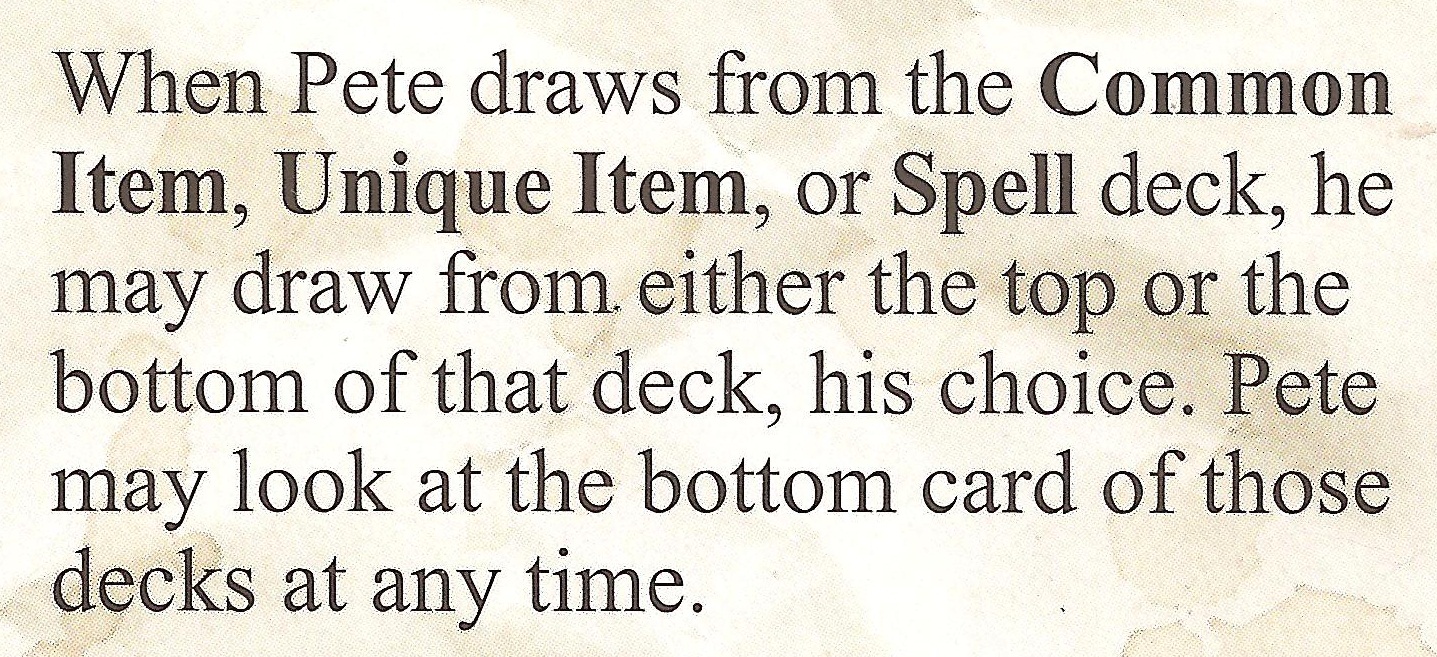 When Pete draws from the Common
Item, Unique Item, or Spell deck, he
may draw from either the top or the
bottom of that deck, his choice. Pete
may look at the bottom card of those
decks at any time.